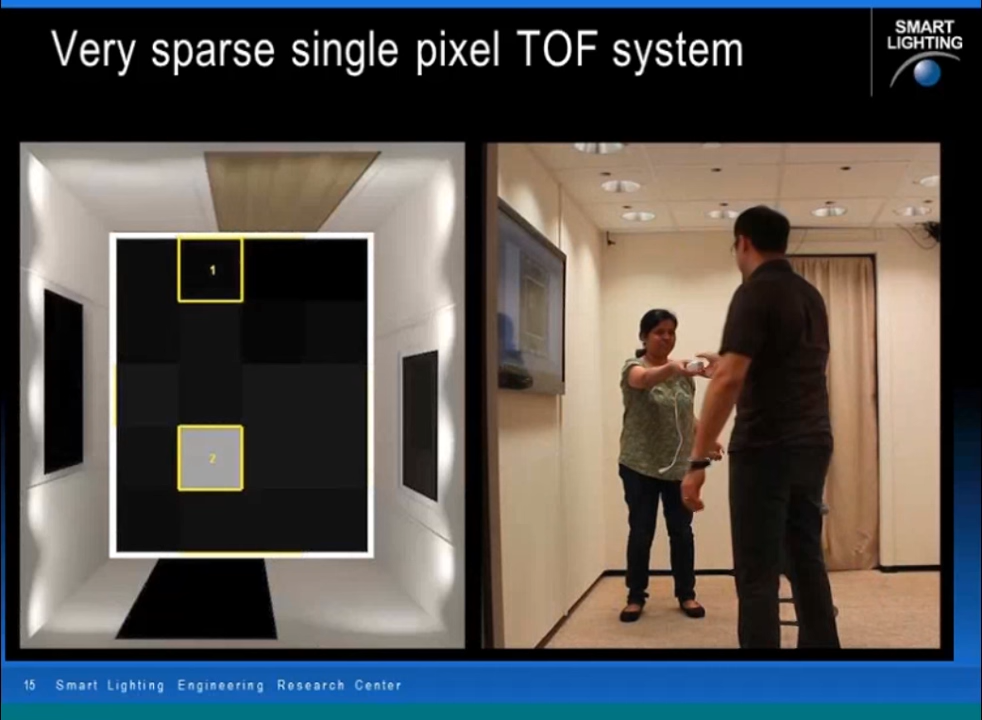 Very sparse single pixel TOF system
SMART
LIGHTING
1
2
15 Smart Lighting Engineering Research Center